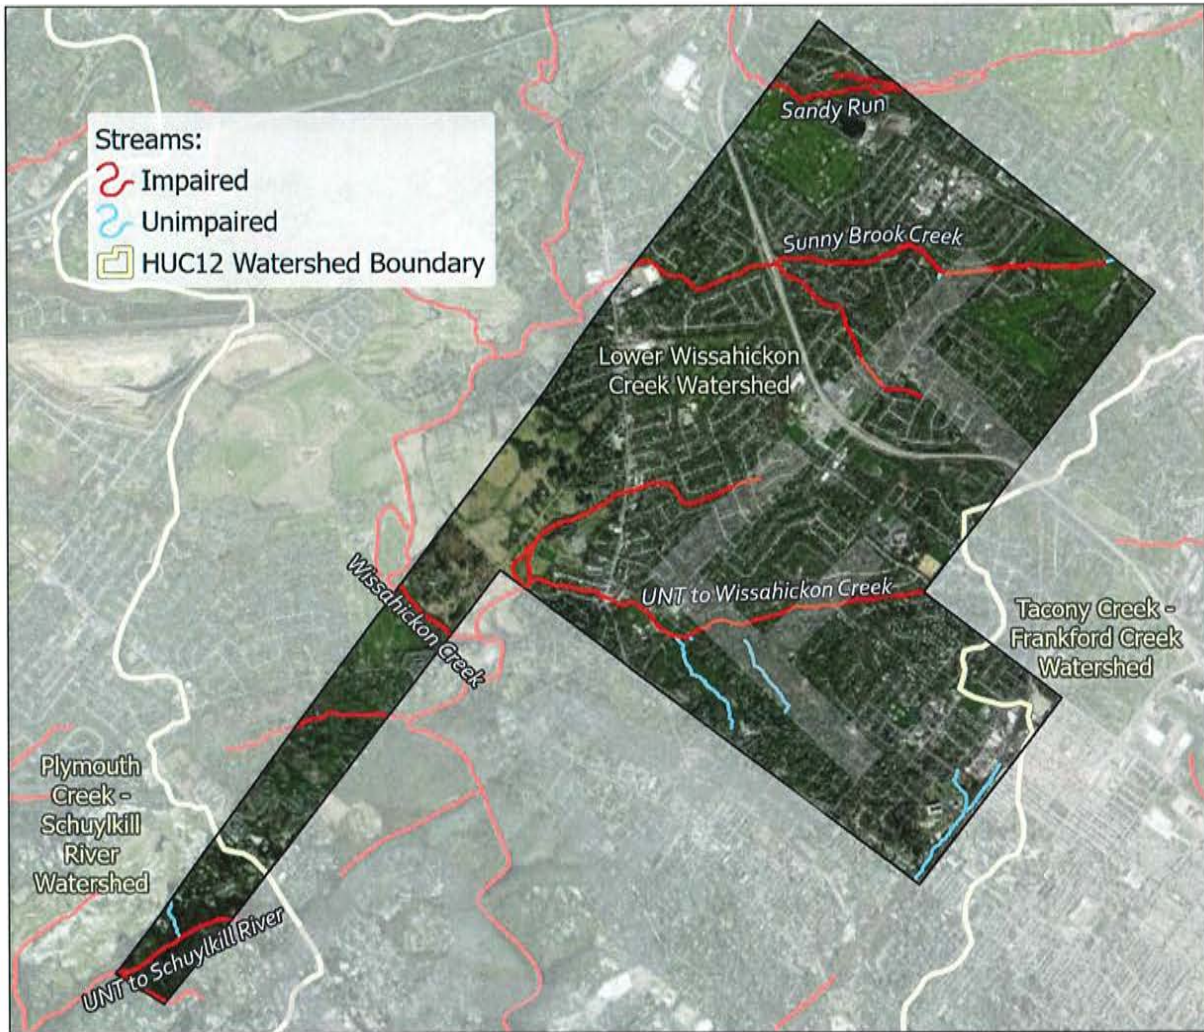 Streams:
Impaired
Unimpaired
HUC12 Watershed Boundary
Sandy Run
Sunny Brook Creek
Lower Wissahickon
Creek Watershed
Wissahickon Creek
UNT to Wissahickon Creek
Tacony Creek -
Frankford Creek
Watershed
Plymouth
Creek -
Schuylkill
River
Watershed
UNT to Schuylkill River